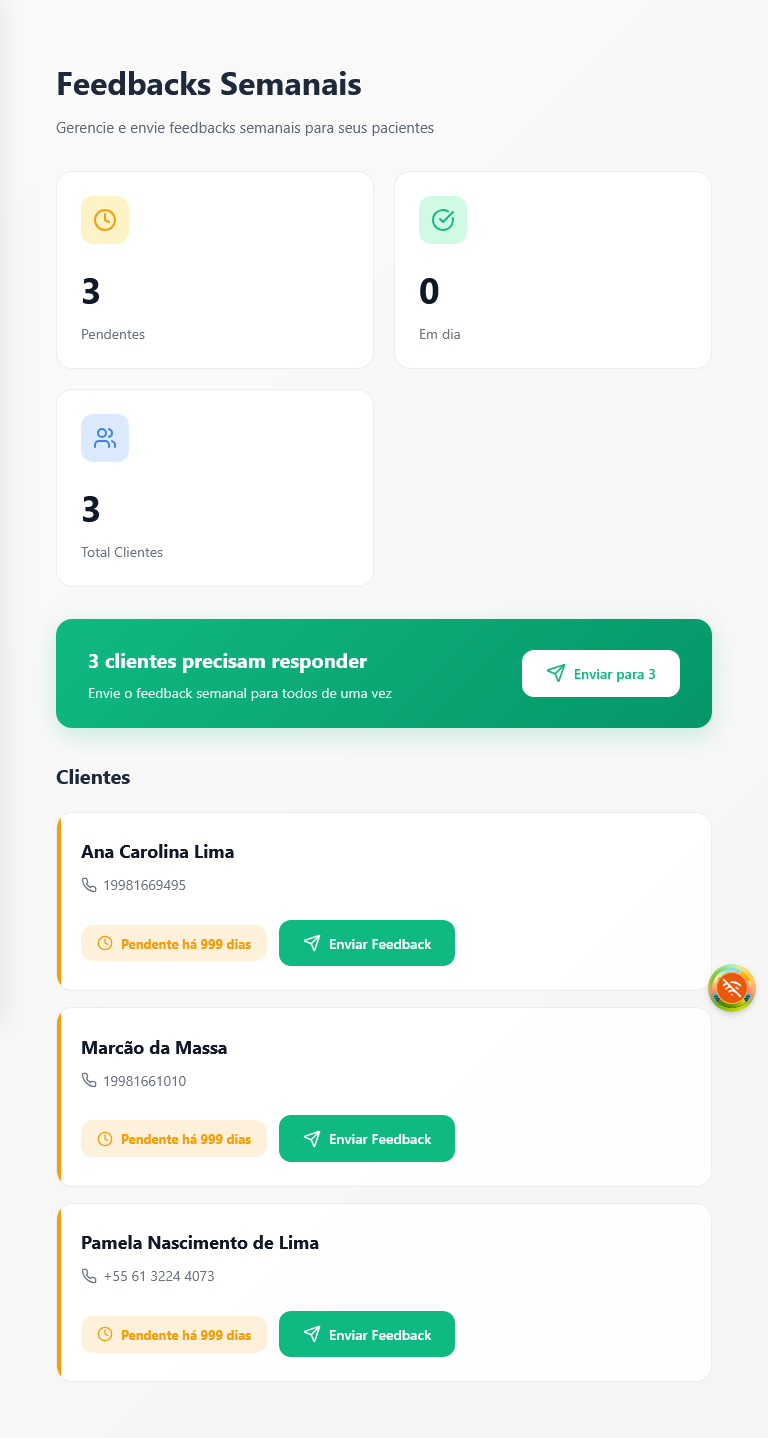 Feedbacks Semanais
Gerencie e envie feedbacks semanais para seus pacientes
3
Pendentes
0
Em dia
3
Total Clientes
3 clientes precisam responder
Envie o feedback semanal para todos de uma vez
Enviar para 3
Clientes
Ana Carolina Lima
19981669495
Pendente há 999 dias
Enviar Feedback
Marcão da Massa
19981661010
Pendente há 999 dias
Enviar Feedback
Pamela Nascimento de Lima
+55 61 3224 4073
Pendente há 999 dias
Enviar Feedback